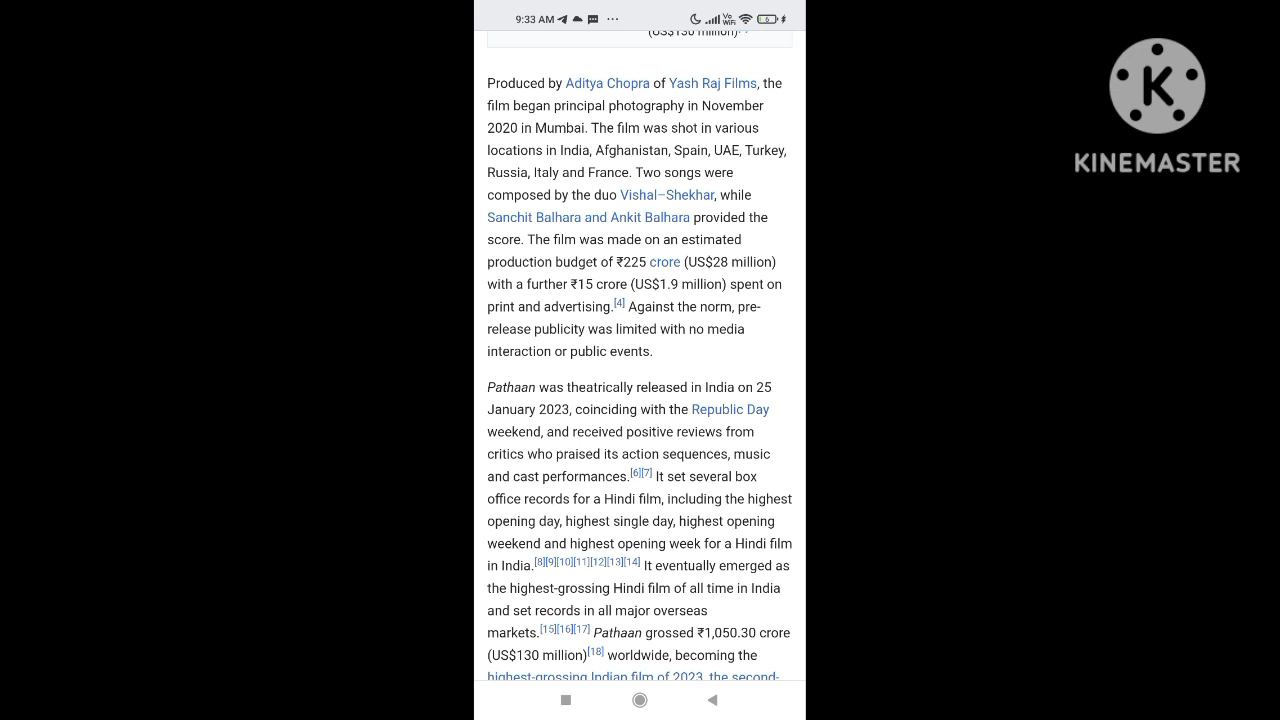 9:33 AM
Vo WiFi
6
(US$130 million)
Produced by Aditya Chopra of Yash Raj Films, the
film began principal photography in November
2020 in Mumbai. The film was shot in various
locations in India, Afghanistan, Spain, UAE, Turkey,
Russia, Italy and France. Two songs were
composed by the duo Vishal–Shekhar, while
Sanchit Balhara and Ankit Balhara provided the
score. The film was made on an estimated
production budget of ₹225 crore (US$28 million)
with a further ₹15 crore (US$1.9 million) spent on
print and advertising.[4] Against the norm, pre-
release publicity was limited with no media
interaction or public events.
Pathaan was theatrically released in India on 25
January 2023, coinciding with the Republic Day
weekend, and received positive reviews from
critics who praised its action sequences, music
and cast performances.[6][7] It set several box
office records for a Hindi film, including the highest
opening day, highest single day, highest opening
weekend and highest opening week for a Hindi film
in India.[8][9][10][11][12][13][14] It eventually emerged as
the highest-grossing Hindi film of all time in India
and set records in all major overseas
markets.[15][16][17] Pathaan grossed ₹1,050.30 crore
(US$130 million)[18] worldwide, becoming the
highest-grossing Indian film of 2023, the second-
K
KINEMASTER